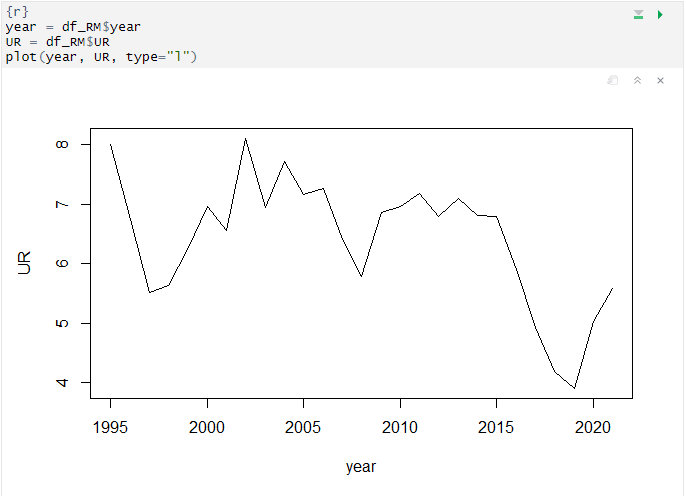 {r}
year = df_RM$year
UR = df_RM$UR
plot(year, UR, type="l")
8
7
6
5
4
UR
1995 2000 2005 2010 2015 2020
year